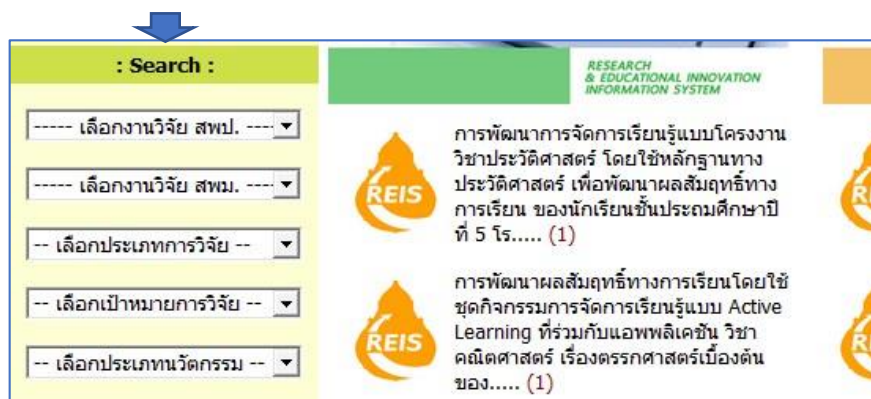 : Search :
----- เลือกงานวิจัย สพป. ----
----- เลือกงานวิจัย สพม. ----
-- เลือกประเภทการวิจัย --
-- เลือกเป้าหมายการวิจัย --
-- เลือกประเภทนวัตกรรม --
RESEARCH
& EDUCATIONAL INNOVATION
INFORMATION SYSTEM
REIS
การพัฒนาการจัดการเรียนรู้แบบโครงงาน
วิชาประวัติศาสตร์ โดยใช้หลักฐานทาง
ประวัติศาสตร์ เพื่อพัฒนาผลสัมฤทธิ์ทาง
การเรียน ของนักเรียนชั้นประถมศึกษาปี
ที่ 5 โร..... (1)
REIS
การพัฒนาผลสัมฤทธิ์ทางการเรียนโดยใช้
ชุดกิจกรรมการจัดการเรียนรู้แบบ Active
Learning ที่ร่วมกับแอพพลิเคชัน วิชา
คณิตศาสตร์ เรื่องตรรกศาสตร์เบื้องต้น
ของ..... (1)